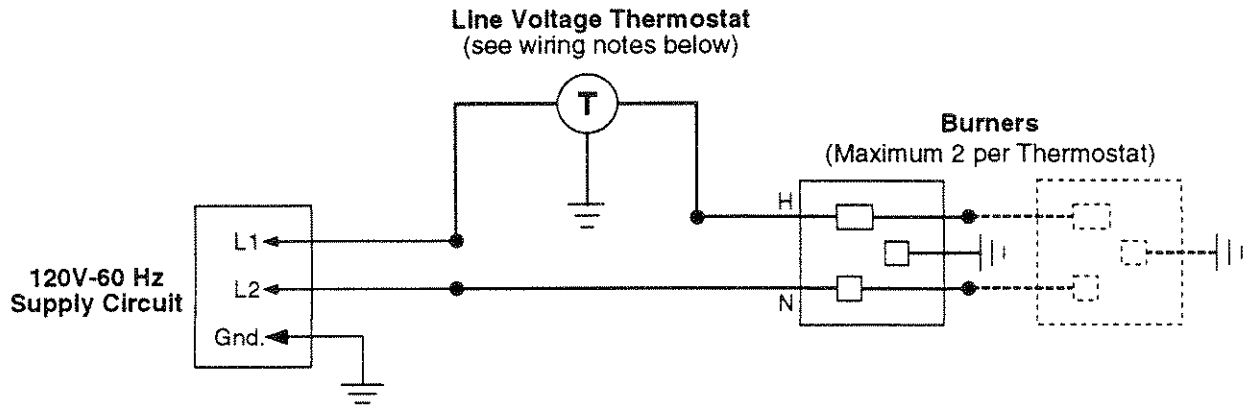 Line Voltage Thermostat
(see wiring notes below)
T
Burners
(Maximum 2 per Thermostat)
H
L1
120V-60 Hz
Supply Circuit
L2
N
Gnd.